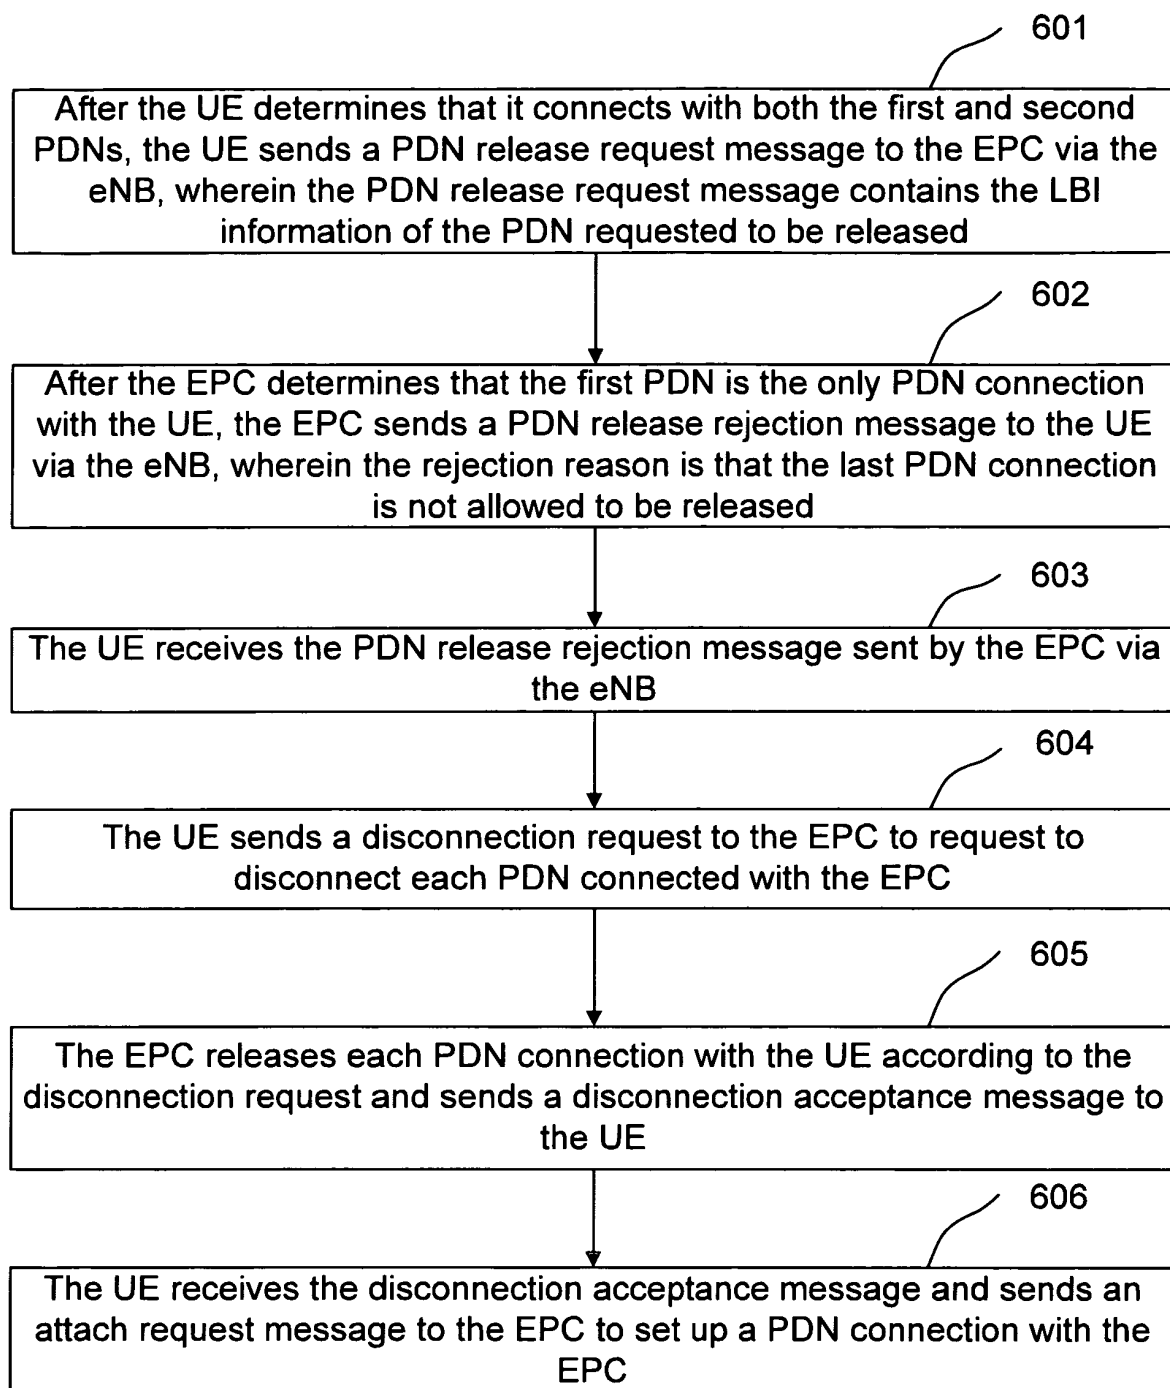 601
After the UE determines that it connects with both the first and second
PDNs, the UE sends a PDN release request message to the EPC via the
eNB, wherein the PDN release request message contains the LBI
information of the PDN requested to be released
602
After the EPC determines that the first PDN is the only PDN connection
with the UE, the EPC sends a PDN release rejection message to the UE
via the eNB, wherein the rejection reason is that the last PDN connection
is not allowed to be released
603
The UE receives the PDN release rejection message sent by the EPC via
the eNB
604
The UE sends a disconnection request to the EPC to request to
disconnect each PDN connected with the EPC
605
The EPC releases each PDN connection with the UE according to the
disconnection request and sends a disconnection acceptance message to
the UE
606
The UE receives the disconnection acceptance message and sends an
attach request message to the EPC to set up a PDN connection with the
EPC